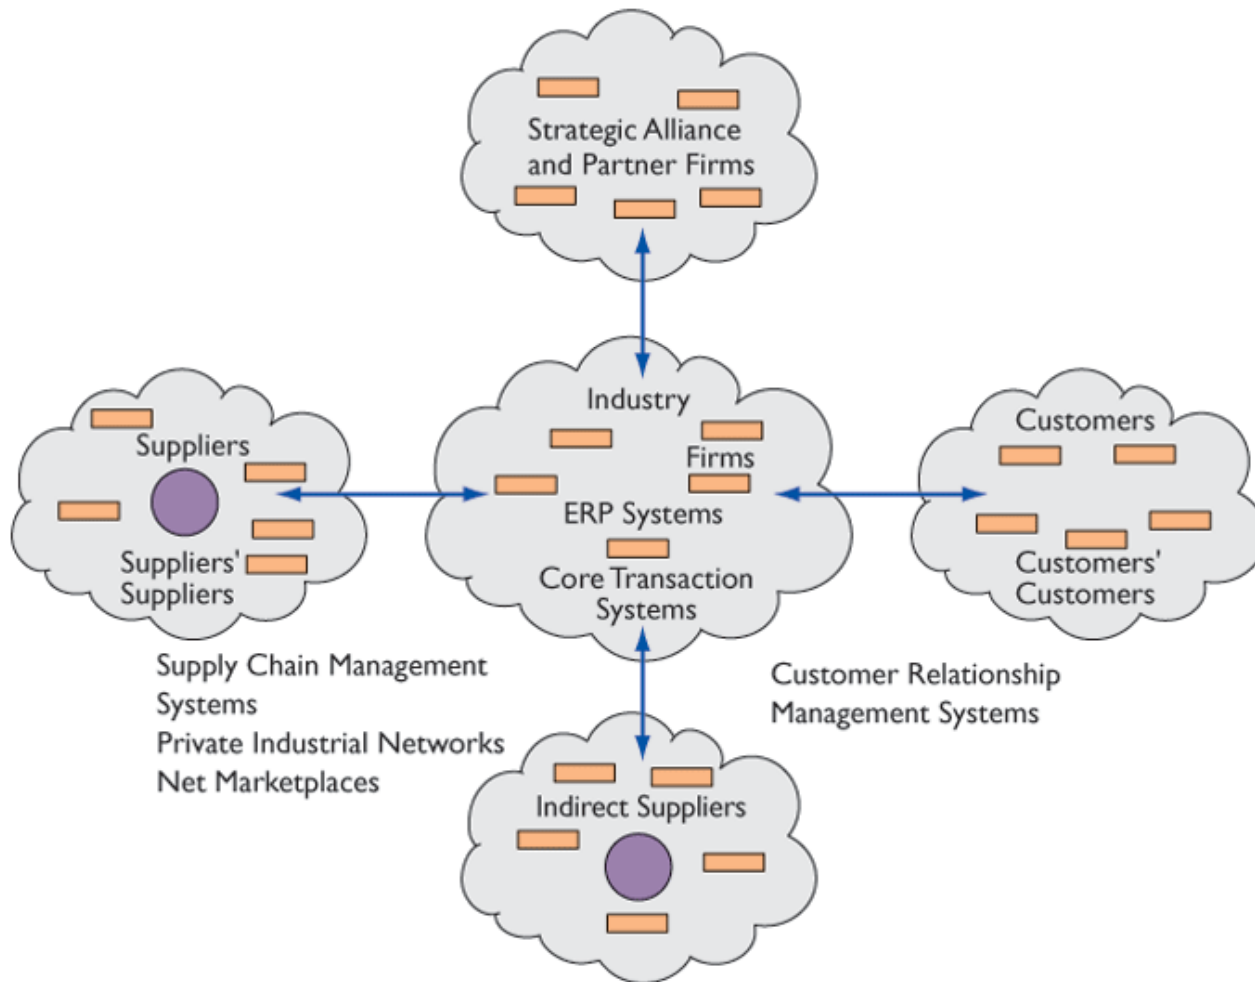 Strategic Alliance
and Partner Firms
Industry
Firms
ERP Systems
Core Transaction
Systems
Suppliers
Suppliers'
Suppliers
Customers
Customers'
Customers
Supply Chain Management
Systems
Private Industrial Networks
Net Marketplaces
Customer Relationship
Management Systems
Indirect Suppliers